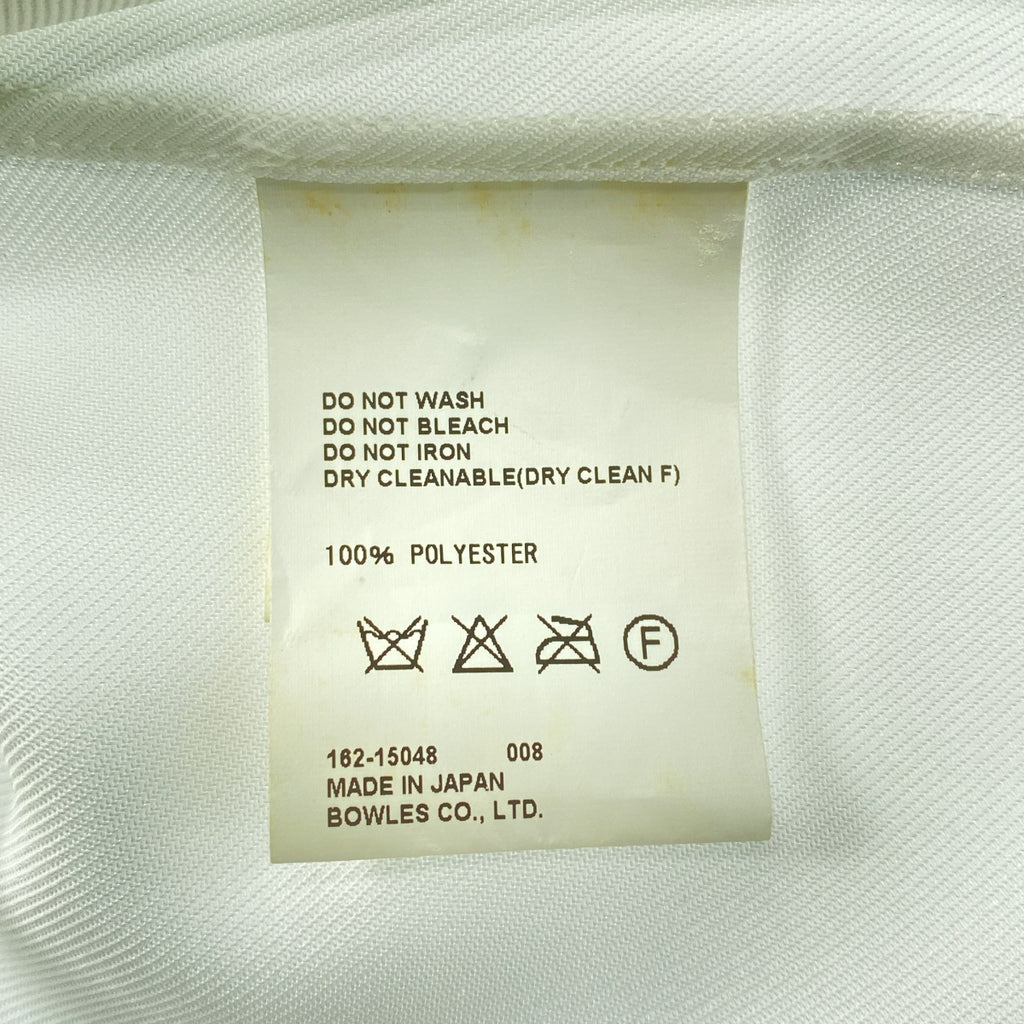 DO NOT WASH
DO NOT BLEACH
DO NOT IRON
DRY CLEANABLE(DRY CLEAN F)
100% POLYESTER
F
162-15048 008
MADE IN JAPAN
BOWLES CO., LTD.